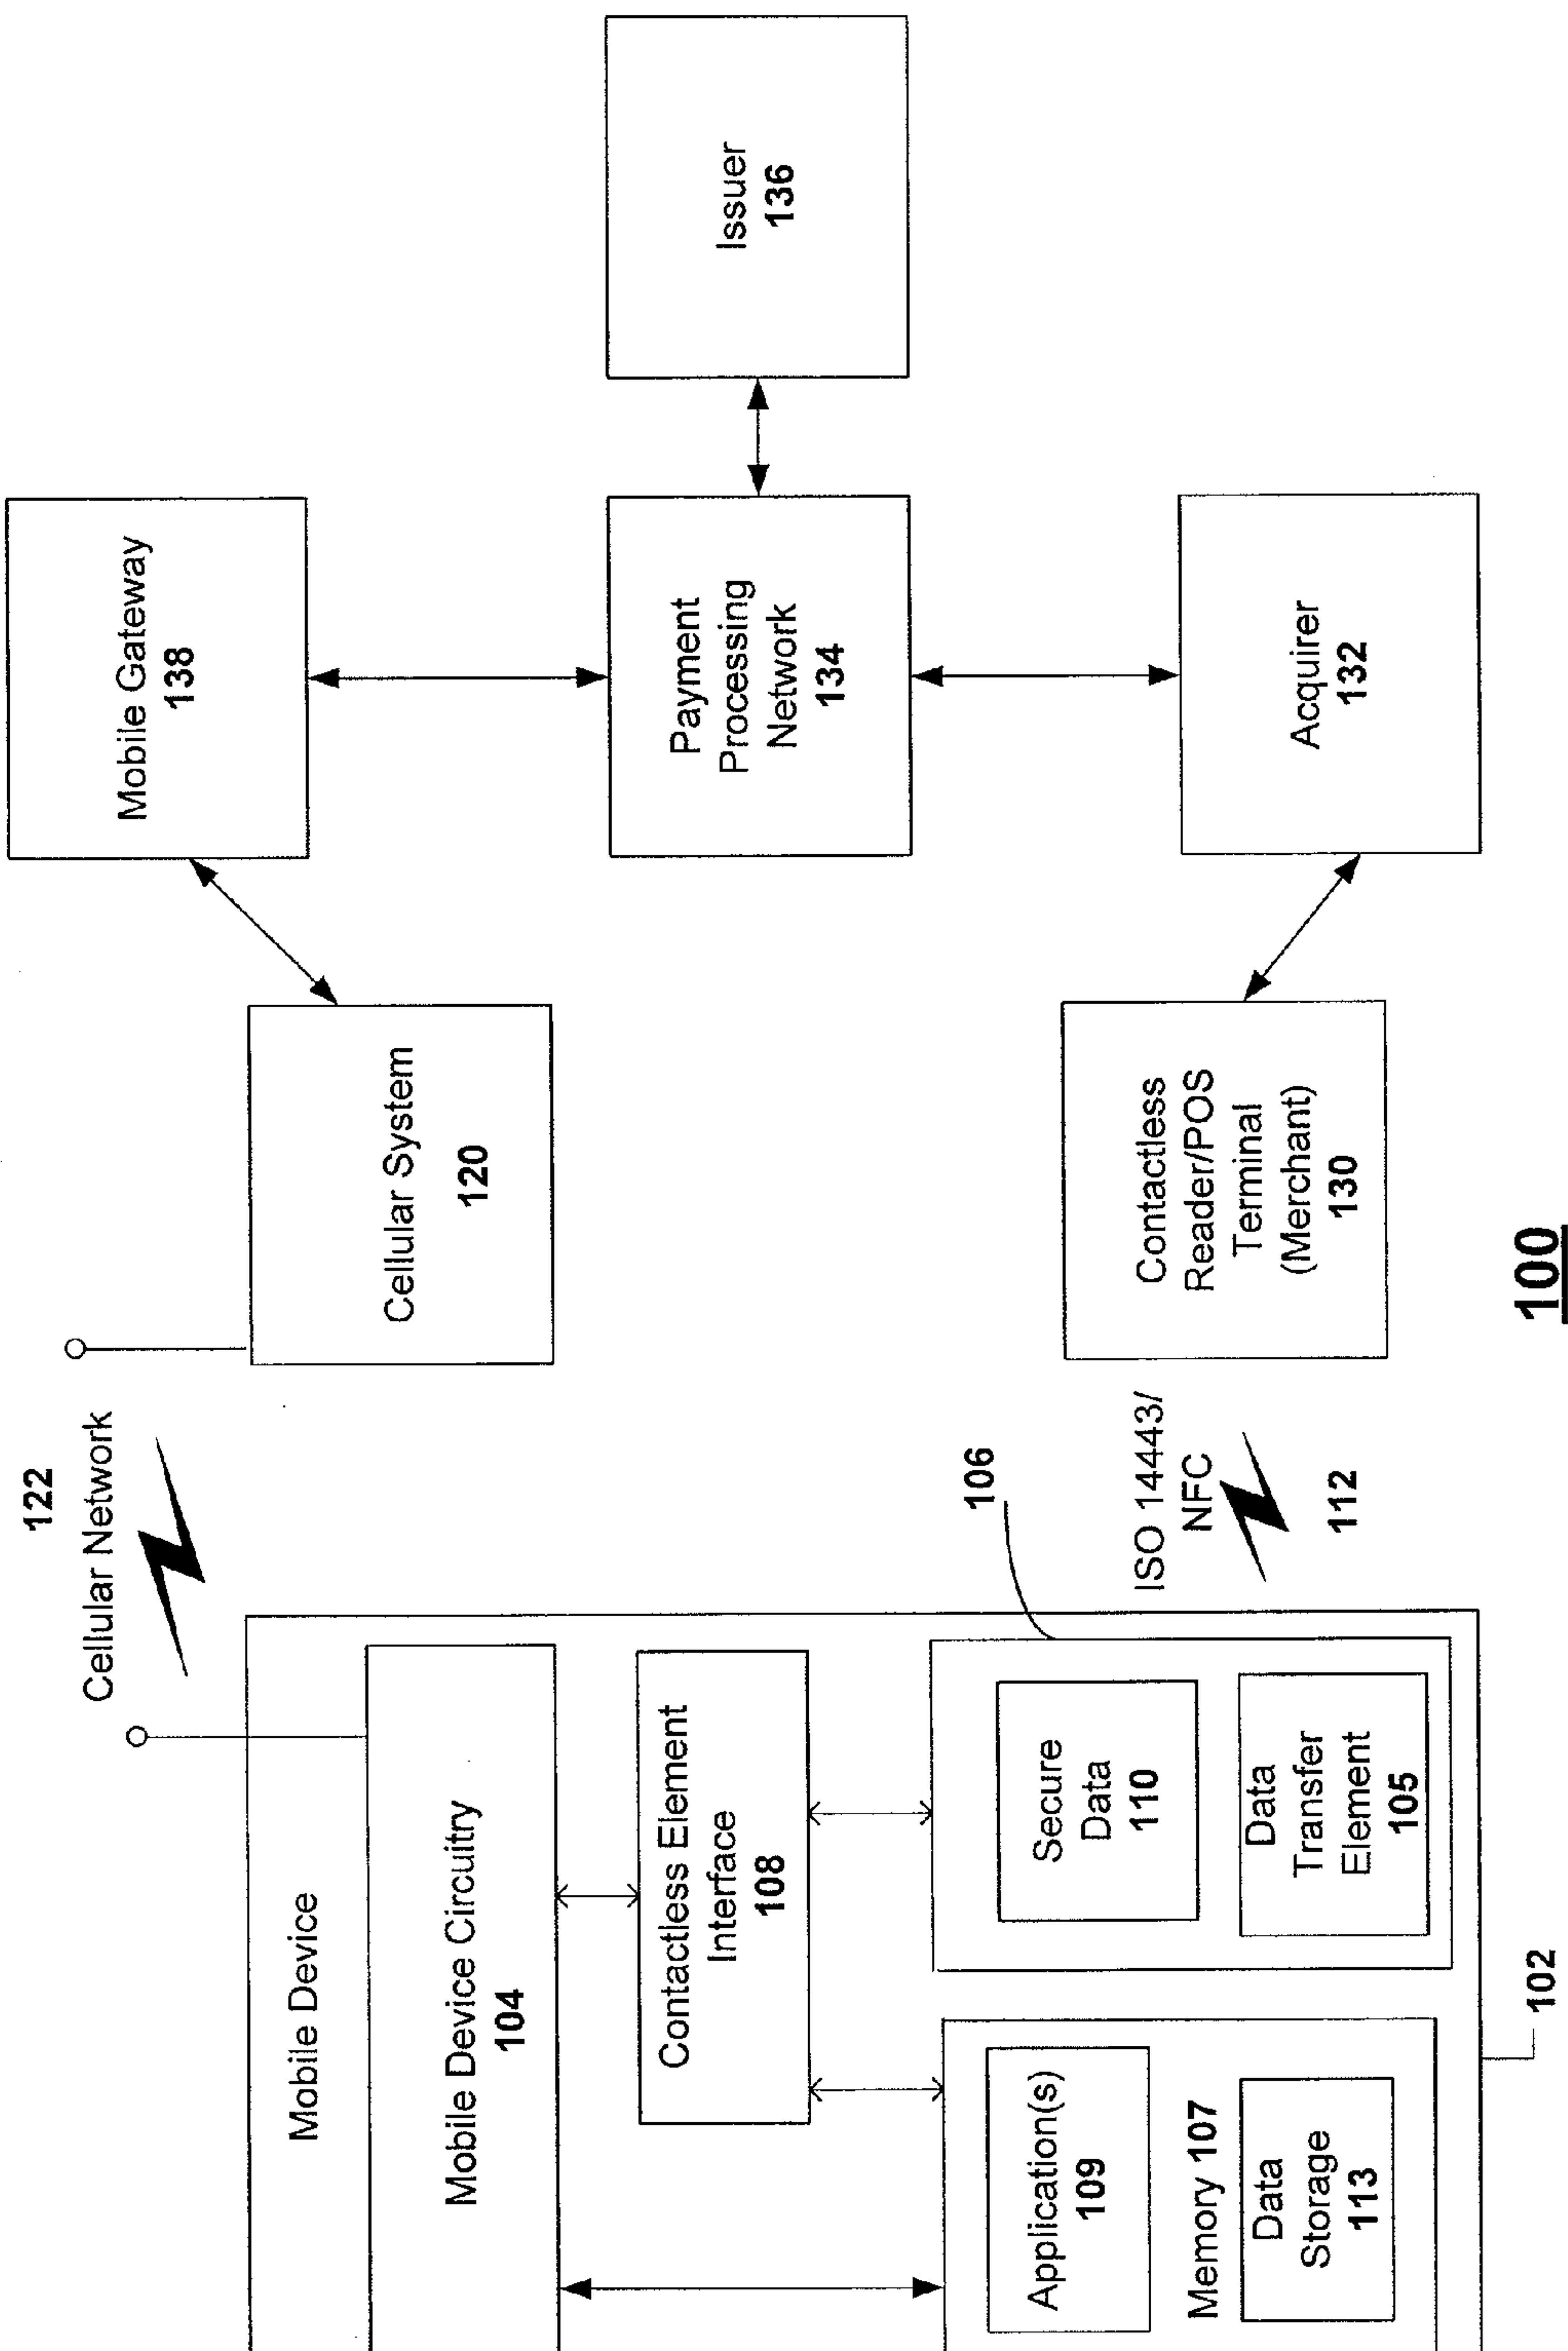 122
Cellular Network
Mobile Device
Mobile Device Circuitry
104
Contactless Element
Interface
108
Application(s)
109
Memory 107
Data
Storage
113
106
Secure
Data
110
Data
Transfer
Element
105
102
ISO 14443/
NFC
112
Cellular System
120
Contactless
Reader/POS
Terminal
(Merchant)
130
Mobile Gateway
138
Payment
Processing
Network
134
Acquirer
132
Issuer
136
100